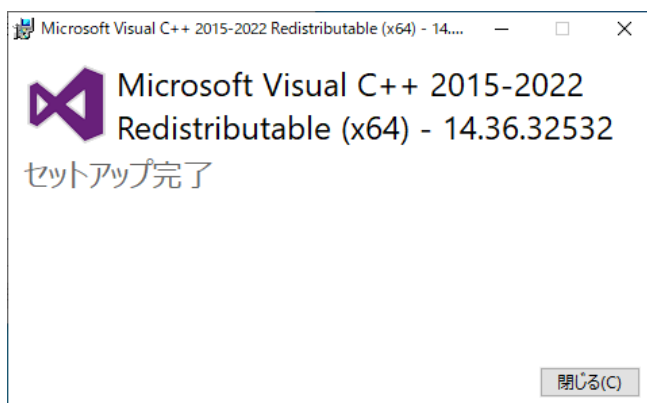 Microsoft Visual C++ 2015-2022 Redistributable (x64) - 14....
Microsoft Visual C++ 2015-2022
Redistributable (x64) - 14.36.32532
セットアップ完了
閉じる(C)